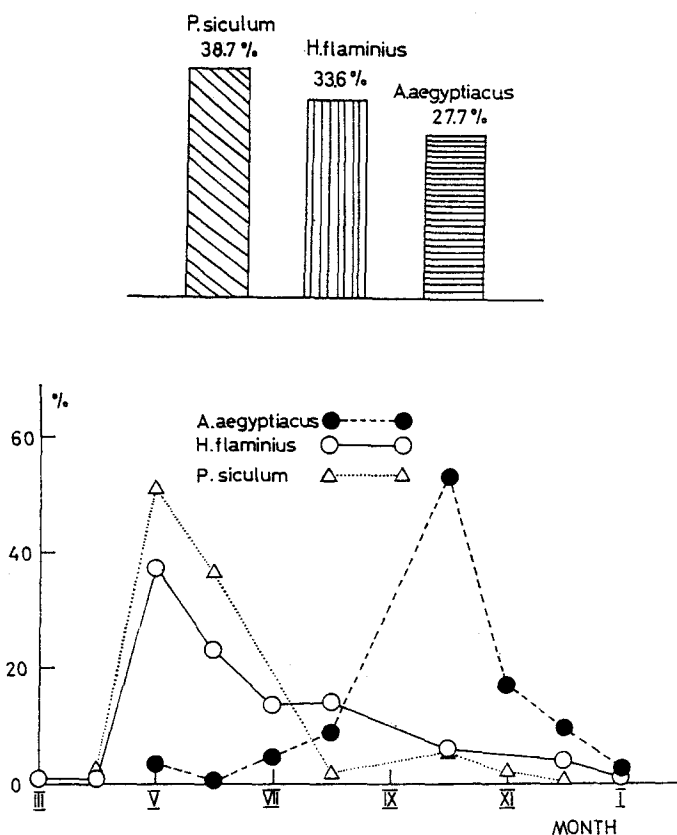 P.siculum
38.7 %
H.flaminius
33.6 %
A.aegyptiacus
27.7 %
%
60
40
20
0
A.aegyptiacus
H.flaminius
P. siculum
III V VII IX XI I
MONTH